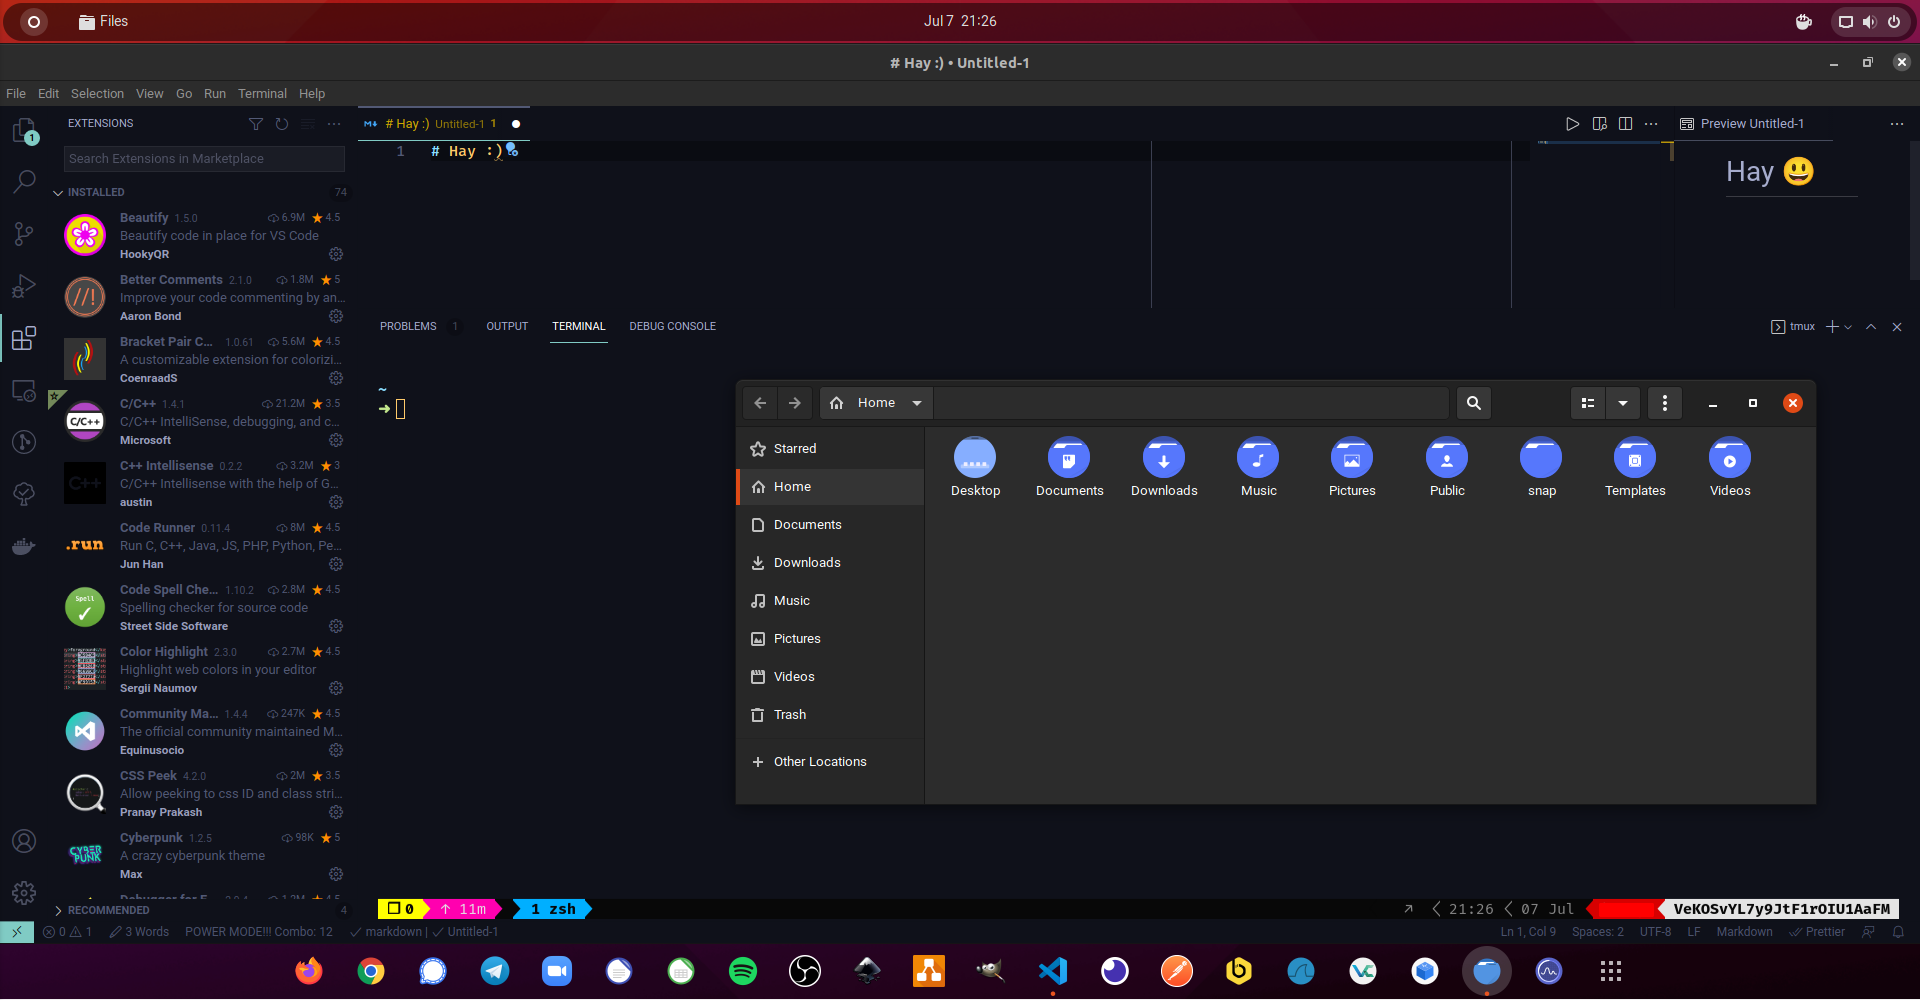 Files
Jul 7 21:26
# Hay :) • Untitled-1
File Edit Selection View Go Run Terminal Help
EXTENSIONS
Search Extensions in Marketplace
INSTALLED 74
Beautify 1.5.0 6.9M ★ 4.5
Beautify code in place for VS Code
HookyQR
Better Comments 2.1.0 1.8M ★ 5
Improve your code commenting by an...
Aaron Bond
Bracket Pair C... 1.0.61 5.6M ★ 4.5
A customizable extension for colorizi...
CoenraadS
C/C++
C/C++ 1.4.1 21.2M ★ 3.5
C/C++ IntelliSense, debugging, and c...
Microsoft
C++
C++ Intellisense 0.2.2 3.2M ★ 3
C/C++ Intellisense with the help of G...
austin
.run
Code Runner 0.11.4 8M ★ 4.5
Run C, C++, Java, JS, PHP, Python, Pe...
Jun Han
Spell
Code Spell Che... 1.10.2 2.8M ★ 4.5
Spelling checker for source code
Street Side Software
Color Highlight 2.3.0 2.7M ★ 4.5
Highlight web colors in your editor
Sergii Naumov
Community Ma... 1.4.4 247K ★ 4.5
The official community maintained M...
Equinusocio
CSS Peek 4.2.0 2M ★ 3.5
Allow peeking to css ID and class stri...
Pranay Prakash
CYBER PUNK
Cyberpunk 1.2.5 98K ★ 5
A crazy cyberpunk theme
Max
RECOMMENDED 4
# Hay :) Untitled-1 1
1 # Hay :)
Preview Untitled-1
Hay 😃
PROBLEMS 1 OUTPUT TERMINAL DEBUG CONSOLE
tmux
~
➜
Home
Starred
Home
Documents
Downloads
Music
Pictures
Videos
Trash
+ Other Locations
Desktop Documents Downloads Music Pictures Public snap Templates Videos
❐ 0 ↑ 11m 1 zsh
↗ 21:26 07 Jul VeKOSvYL7y9JtF1rOIU1AaFM
0 1 3 Words POWER MODE!!! Combo: 12 markdown | Untitled-1
Ln 1, Col 9 Spaces: 2 UTF-8 LF Markdown Prettier